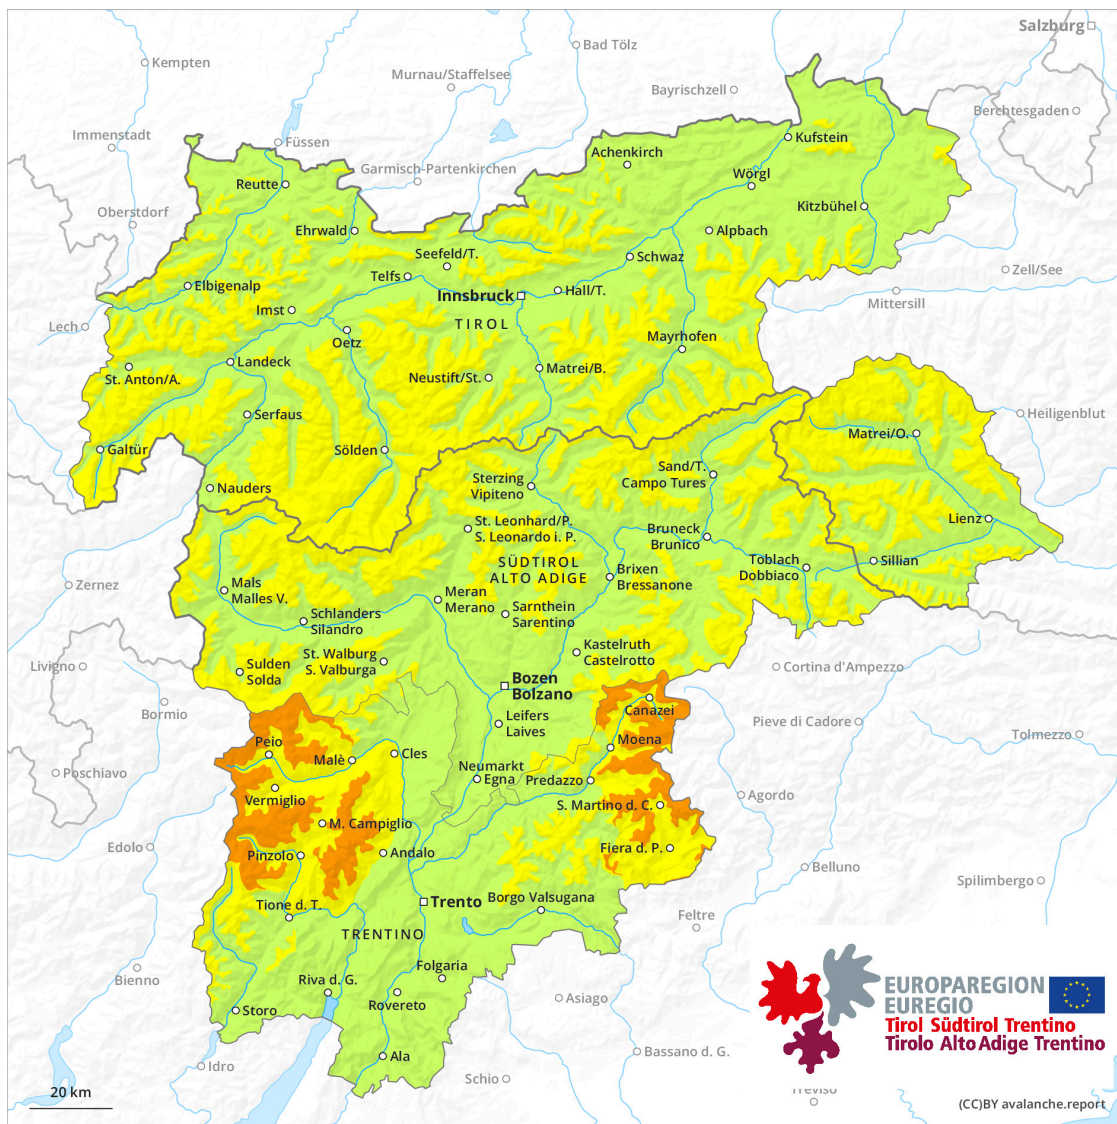 Salzburg
Bad Tölz
Kempten
Murnau/Staffelsee
Bayrischzell
Berchtesgaden
Immenstadt
Füssen
Kufstein
Achenkirch
Garmisch-Partenkirchen
Wörgl
Reutte
Oberstdorf
Kitzbühel
Ehrwald
Alpbach
Seefeld/T.
Schwaz
Zell/See
Telfs
Elbigenalp
Innsbruck
Hall/T.
Mittersill
Imst
Lech
TIROL
Oetz
Mayrhofen
Landeck
Matrei/B.
St. Anton/A.
Neustift/St.
Serfaus
Heiligenblut
Matrei/O.
Galtür
Sölden
Sand/T.
Campo Tures
Sterzing
Vipiteno
Nauders
Lienz
St. Leonhard/P.
S. Leonardo i. P.
Bruneck
Brunico
SÜDTIROL
ALTO ADIGE
Toblach
Dobbiaco
Sillian
Brixen
Bressanone
Zernez
Mals
Malles V.
Meran
Merano
Sarnthein
Sarentino
Schlanders
Silandro
Kastelruth
Castelrotto
St. Walburg
S. Valburga
Livigno
Sulden
Solda
Cortina d'Ampezzo
Bozen
Bolzano
Bormio
Canazei
Leifers
Laives
Pieve di Cadore
Tolmezzo
Peio
Moena
Malè
Cles
Poschiavo
Neumarkt
Egna
Predazzo
Vermiglio
Agordo
S. Martino d. C.
M. Campiglio
Edolo
Pinzolo
Andalo
Fiera d. P.
Belluno
Spilimbergo
Trento
Borgo Valsugana
Tione d. T.
Feltre
TRENTINO
Folgaria
Bienno
Riva d. G.
Rovereto
Asiago
Storo
EUROPAREGION
EUREGIO
Tirol Südtirol Trentino
Tirolo Alto Adige Trentino
Ala
Bassano d. G.
Idro
Schio
20 km
Treviso
(CC)BY avalanche.report